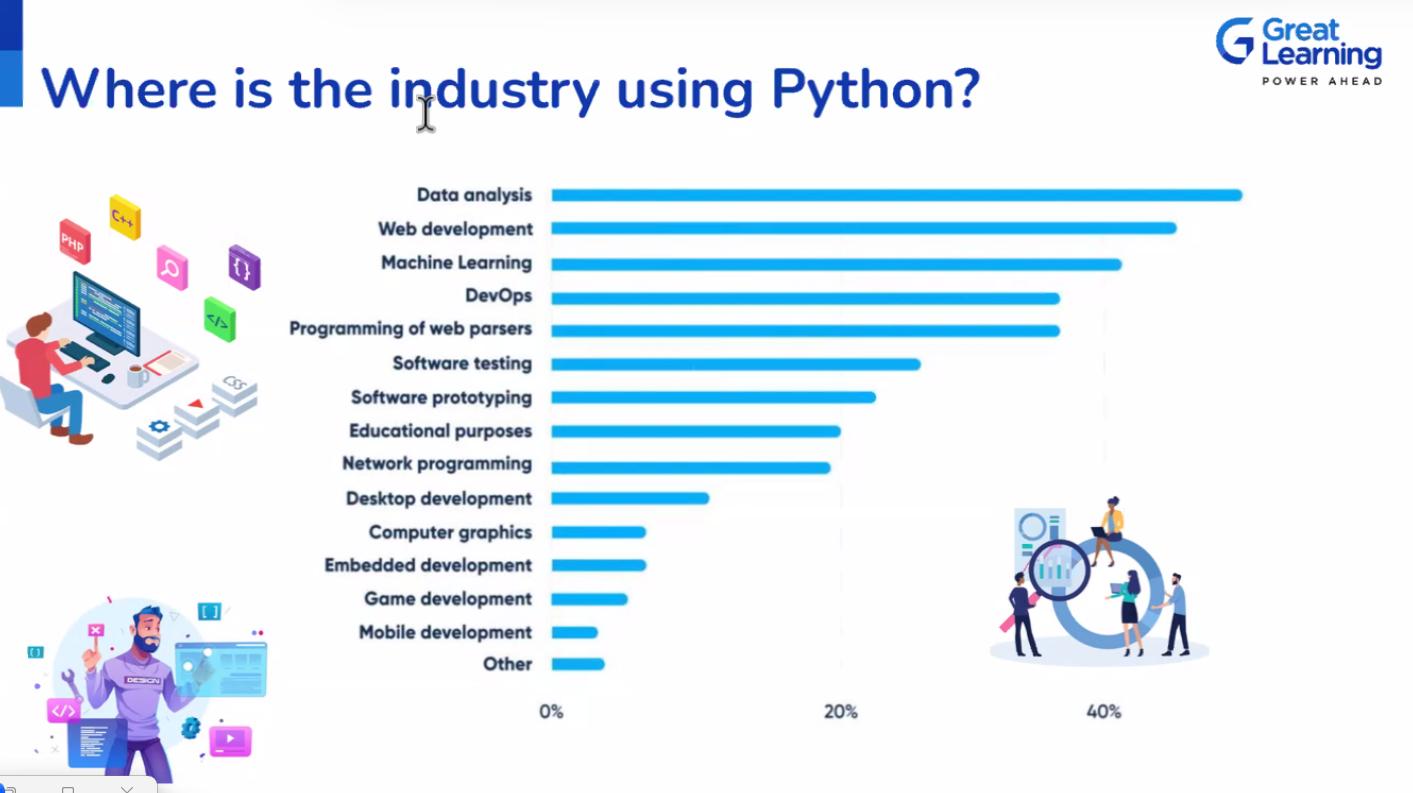 Great
Learning
POWER AHEAD
Where is the industry using Python?
Data analysis
Web development
Machine Learning
DevOps
Programming of web parsers
Software testing
Software prototyping
Educational purposes
Network programming
Desktop development
Computer graphics
Embedded development
Game development
Mobile development
Other
0% 20% 40%
C++
PHP
{}
</>
CSS
[ ]
{ }
DESIGN
</>